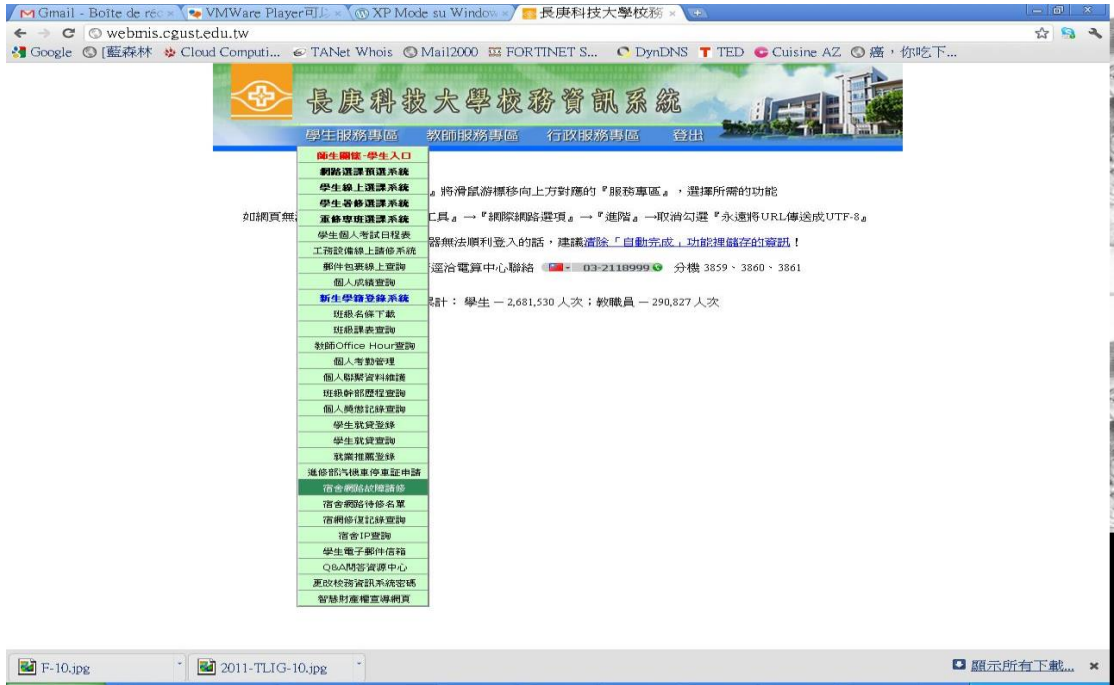 Gmail - Boîte de réc
VMWare Player可
XP Mode su Window
長庚科技大學校務
webmis.cgust.edu.tw
Google
[藍森林
Cloud Computi...
TANet Whois
Mail2000
FORTINET S...
DynDNS
TED
Cuisine AZ
癌,你吃下...
長庚科技大學校務資訊系統
學生服務專區 教師服務專區 行政服務專區 登出
師生關懷-學生入口
網路選課預選系統
學生線上選課系統
』將滑鼠游標移向上方對應的『服務專區』,選擇所需的功能
學生暑修選課系統
重修專班選課系統
如網頁無
工具』→『網際網路選項』→『進階』→取消勾選『永遠將URL傳送成UTF-8』
學生個人考試日程表
器無法順利登入的話,建議清除「自動完成」功能裡儲存的資訊!
工務設備線上請修系統
郵件包裹線上查詢
逕洽電算中心聯絡 03-2118999 分機 3859、3860、3861
個人成績查詢
新生學籍登錄系統
累計: 學生 — 2,681,530 人次;教職員 — 290,827 人次
班級名條下載
班級課表查詢
教師Office Hour查詢
個人考勤管理
個人聯繫資料維護
班級幹部歷程查詢
個人獎懲記錄查詢
學生就貸登錄
學生就貸查詢
就業推薦登錄
進修部汽機車停車証申請
宿舍網路故障請修
宿舍網路待修名單
宿網修復記錄查詢
宿舍IP查詢
學生電子郵件信箱
Q&A問答資源中心
更改校務資訊系統密碼
智慧財產權宣導網頁
F-10.jpg
2011-TLIG-10.jpg
顯示所有下載...